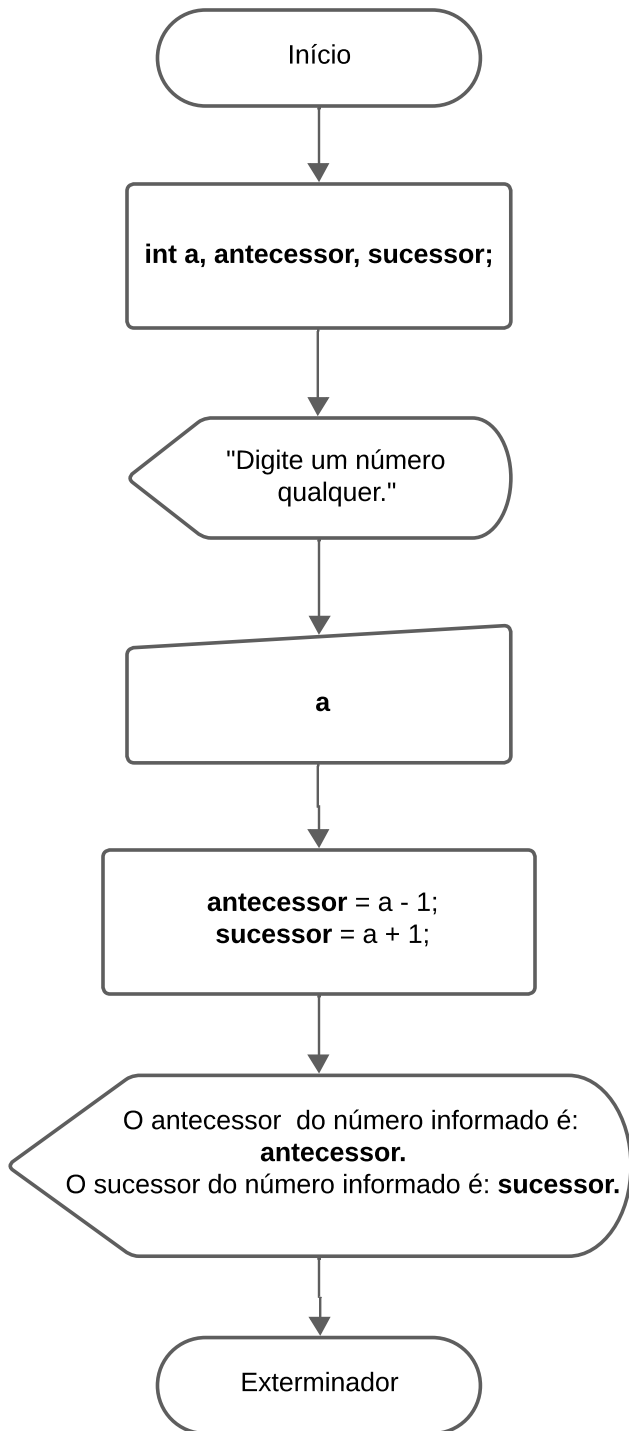 Início
int a, antecessor, sucessor;
"Digite um número
qualquer."
a
antecessor = a - 1;
sucessor = a + 1;
O antecessor  do número informado é:
antecessor.
O sucessor do número informado é: sucessor.
Exterminador